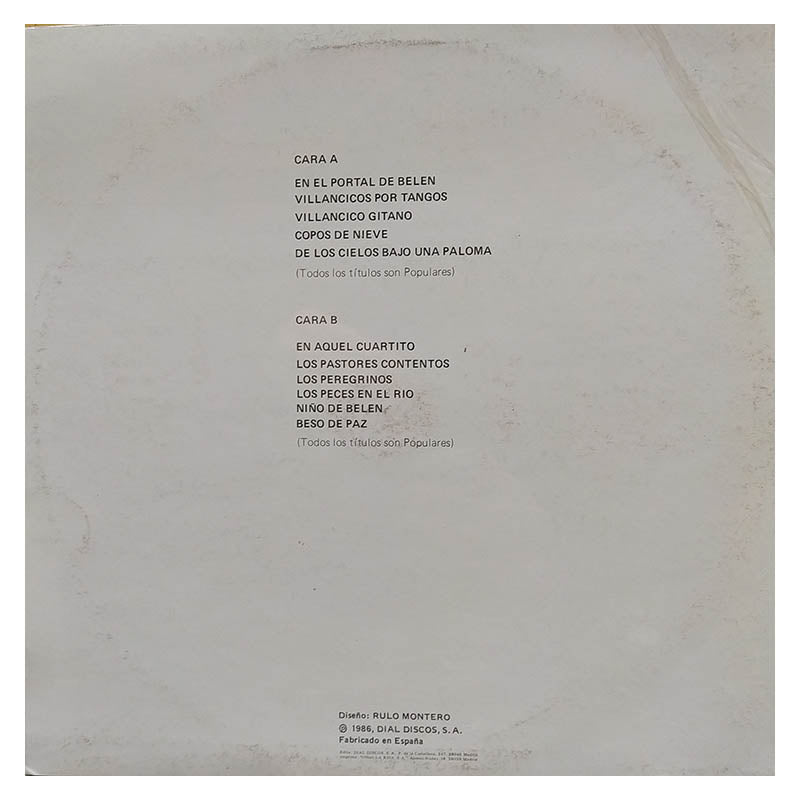 CARA A
EN EL PORTAL DE BELEN
VILLANCICOS POR TANGOS
VILLANCICO GITANO
COPOS DE NIEVE
DE LOS CIELOS BAJO UNA PALOMA
(Todos los títulos son Populares)
CARA B
EN AQUEL CUARTITO
LOS PASTORES CONTENTOS
LOS PEREGRINOS
LOS PECES EN EL RIO
NIÑO DE BELEN
BESO DE PAZ
(Todos los títulos son Populares)
Diseño: RULO MONTERO
℗ 1986, DIAL DISCOS, S.A.
Fabricado en España